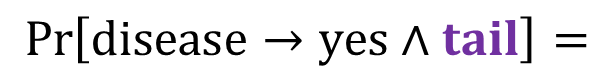 Pr[disease → yes ∧ tail] =